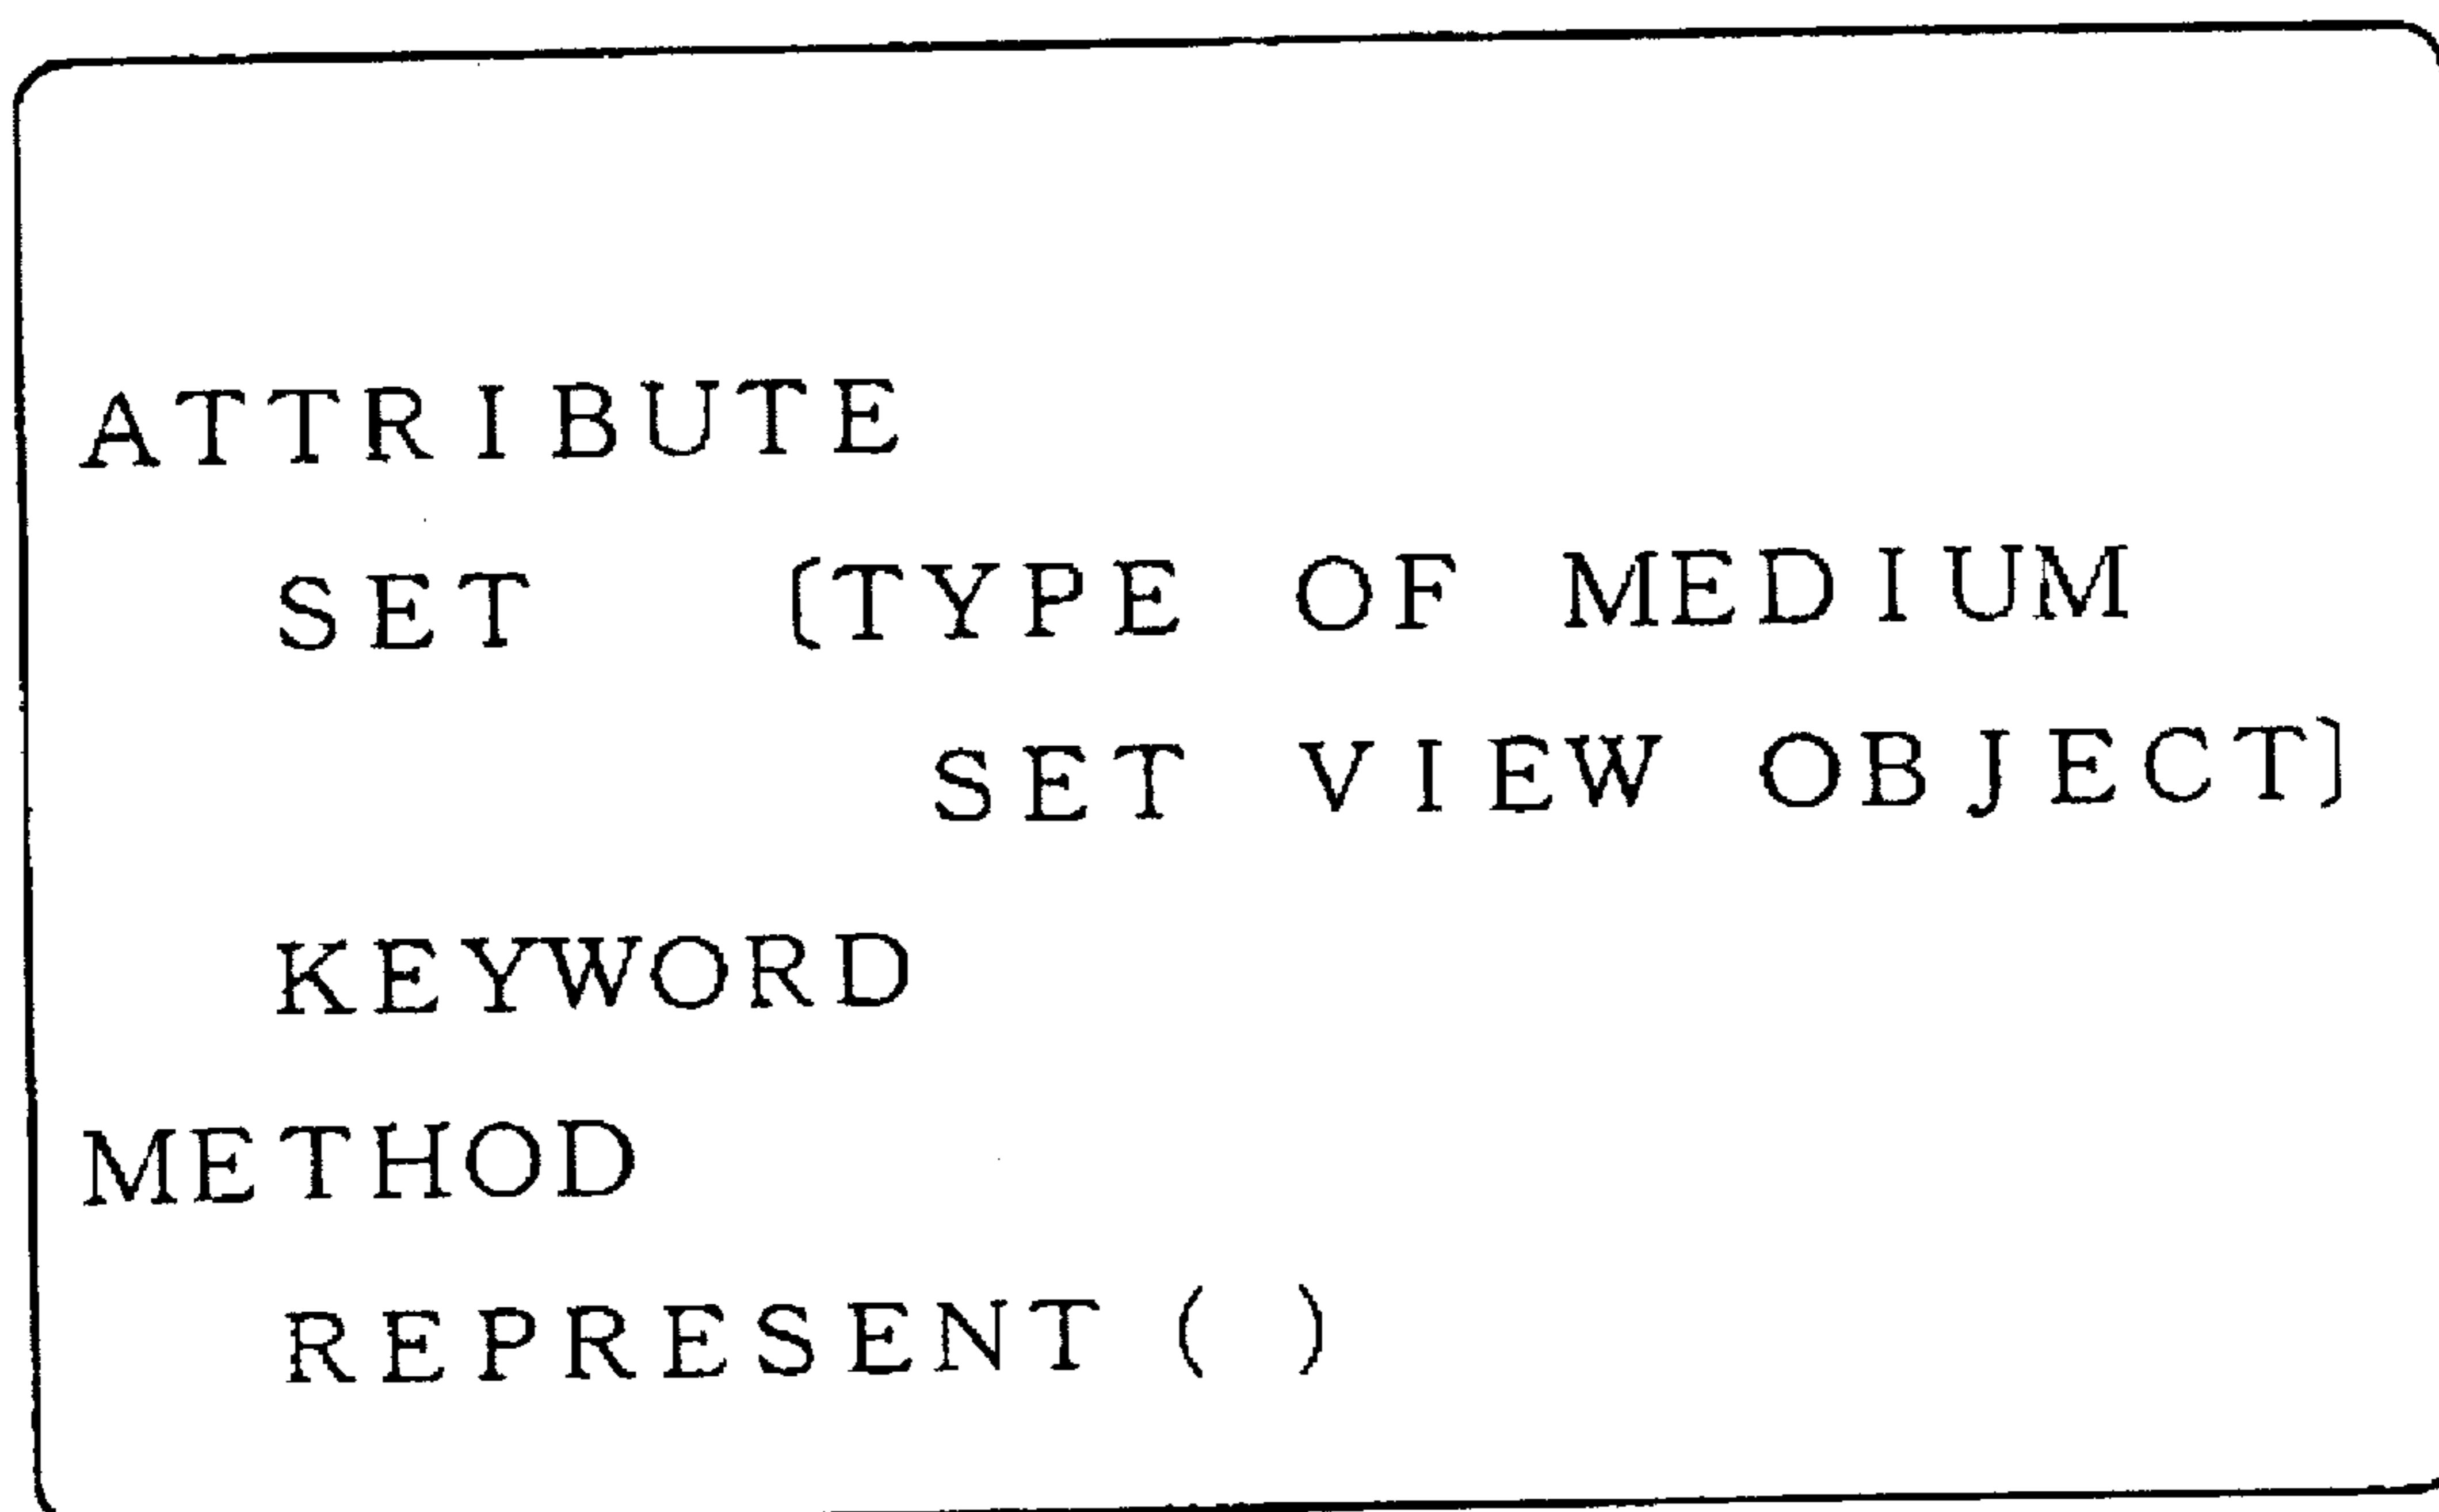 ATTRIBUTE
SET 〔TYPE OF MEDIUM
SET VIEW OBJECT〕
KEYWORD
METHOD
REPRESENT ( )